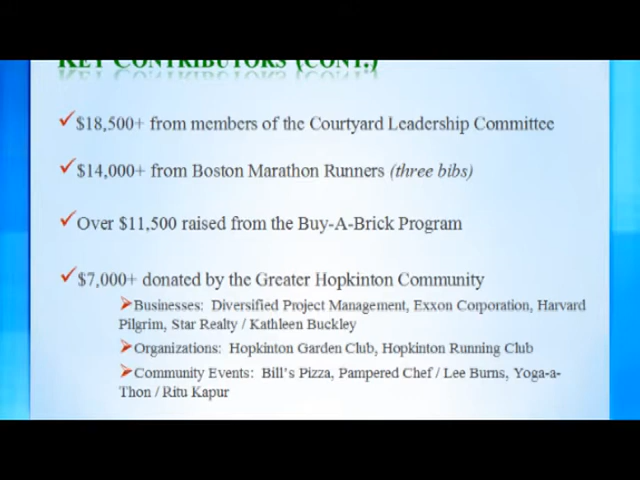 KEY CONTRIBUTORS (CONT.)
$18,500+ from members of the Courtyard Leadership Committee
$14,000+ from Boston Marathon Runners (three bibs)
Over $11,500 raised from the Buy-A-Brick Program
$7,000+ donated by the Greater Hopkinton Community
Businesses: Diversified Project Management, Exxon Corporation, Harvard
Pilgrim, Star Realty / Kathleen Buckley
Organizations: Hopkinton Garden Club, Hopkinton Running Club
Community Events: Bill's Pizza, Pampered Chef / Lee Burns, Yoga-a-
Thon / Ritu Kapur